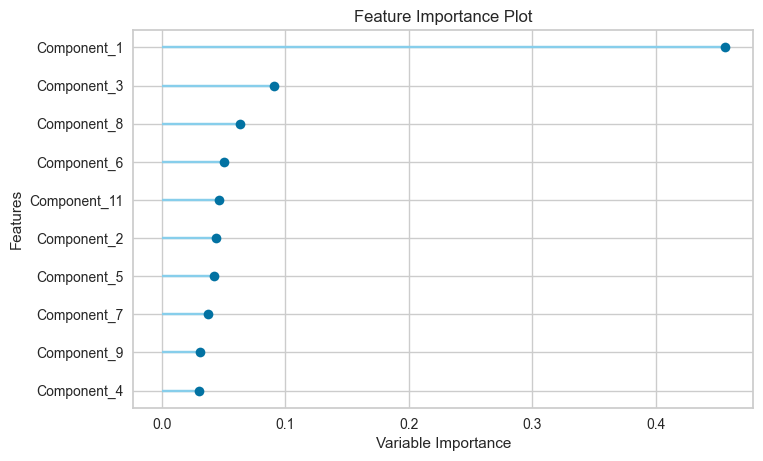 Feature Importance Plot
Component_1
Component_3
Component_8
Component_6
Component_11
Component_2
Component_5
Component_7
Component_9
Component_4
Features
0.0 0.1 0.2 0.3 0.4
Variable Importance